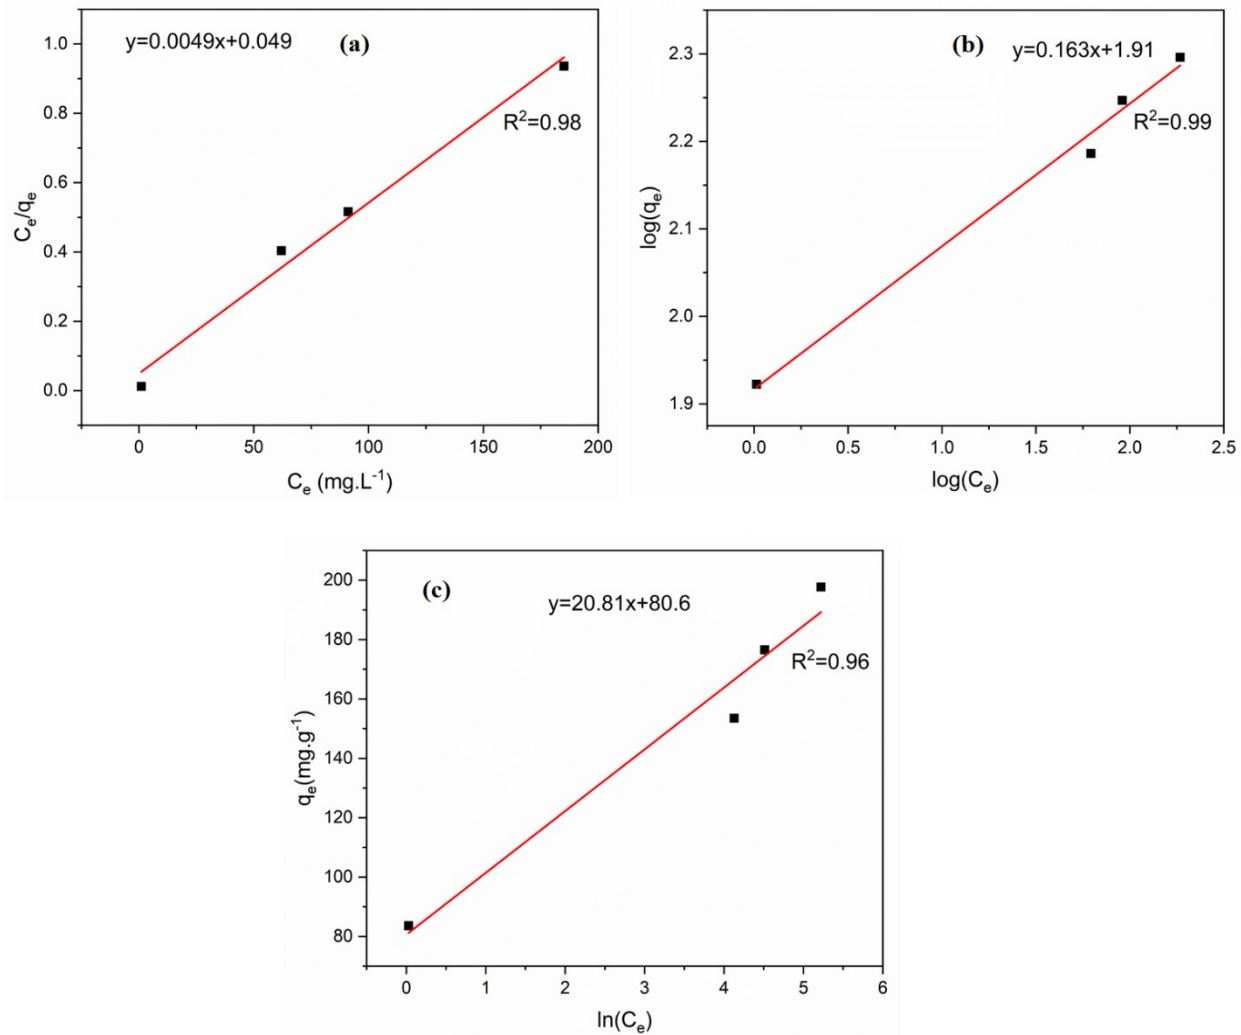 y=0.0049x+0.049
(a)
R²=0.98
1.0
0.8
0.6
0.4
0.2
0.0
Cₑ/qₑ
0 50 100 150 200
Cₑ (mg.L⁻¹)
(b)
y=0.163x+1.91
R²=0.99
2.3
2.2
2.1
2.0
1.9
log(qₑ)
0.0 0.5 1.0 1.5 2.0 2.5
log(Cₑ)
(c)
y=20.81x+80.6
R²=0.96
200
180
160
140
120
100
80
qₑ(mg.g⁻¹)
0 1 2 3 4 5 6
ln(Cₑ)